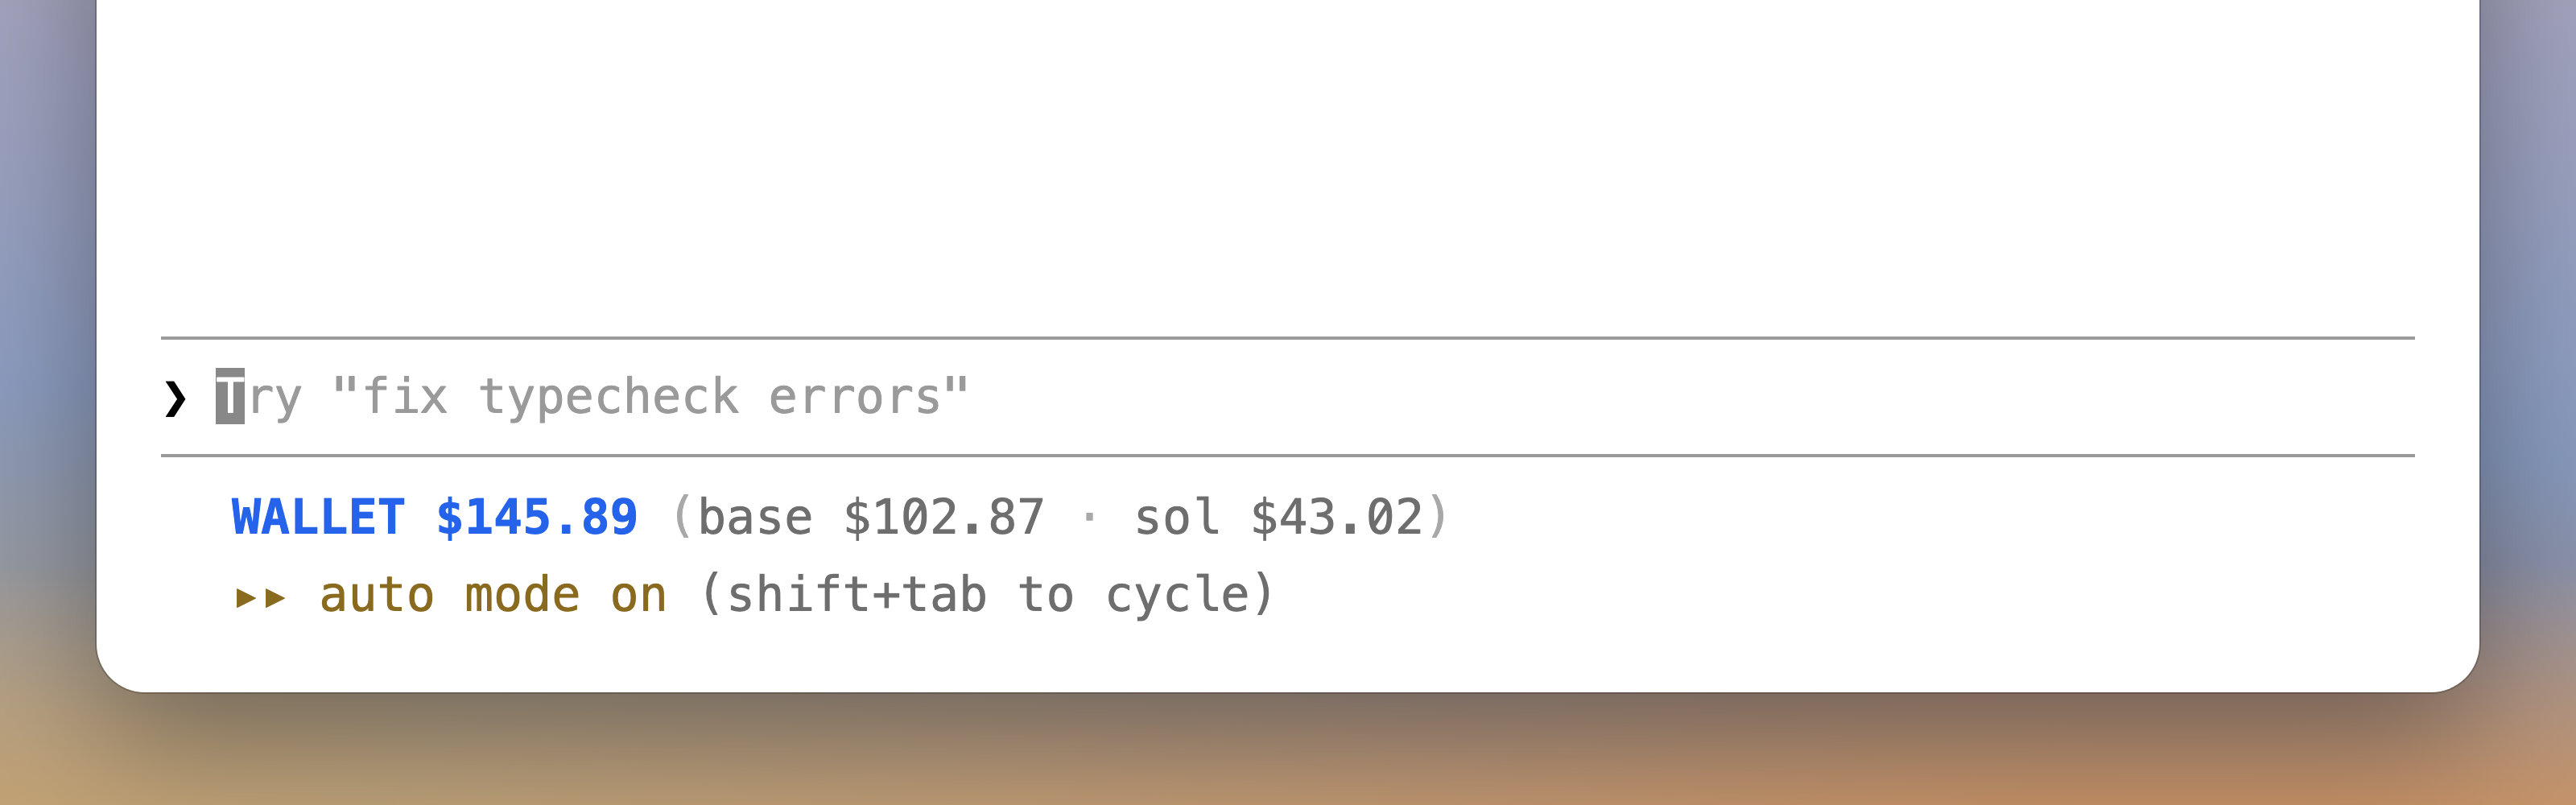 ❯ Try "fix typecheck errors"
WALLET $145.89 (base $102.87 · sol $43.02)
▸▸ auto mode on (shift+tab to cycle)